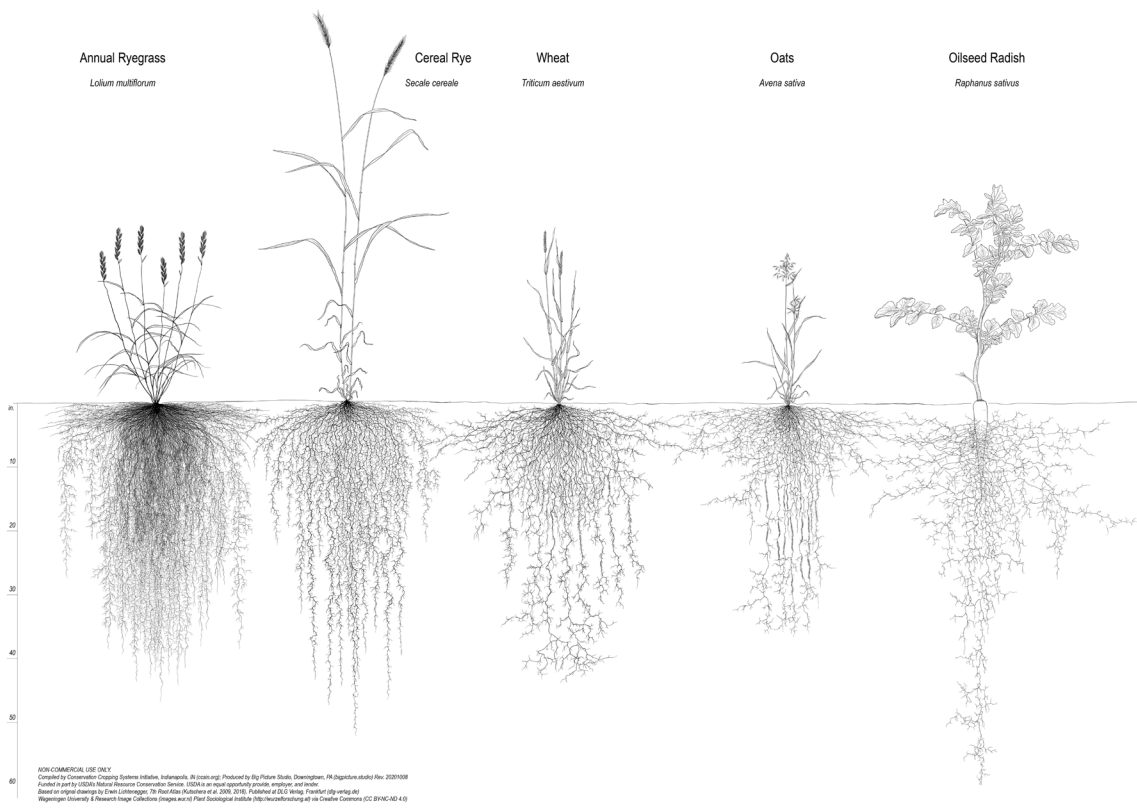 Annual Ryegrass
Lolium multiflorum
Cereal Rye
Secale cereale
Wheat
Triticum aestivum
Oats
Avena sativa
Oilseed Radish
Raphanus sativus
in.
10
20
30
40
50
60
NON-COMMERCIAL USE ONLY.
Compiled by Conservation Cropping Systems Initiative, Indianapolis, IN (ccsin.org); Produced by Big Picture Studio, Downingtown, PA (bigpicture.studio) Rev. 20201008
Funded in part by USDA's Natural Resource Conservation Service. USDA is an equal opportunity provide, employer, and lender.
Based on original drawings by Erwin Lichtenegger, 7th Root Atlas (Kutschera et al. 2009, 2018). Published at DLG Verlag, Frankfurt (dlg-verlag.de)
Wageningen University & Research Image Collections (images.wur.nl) Plant Sociological Institute (http://wurzelforschung.at) via Creative Commons (CC BY-NC-ND 4.0)